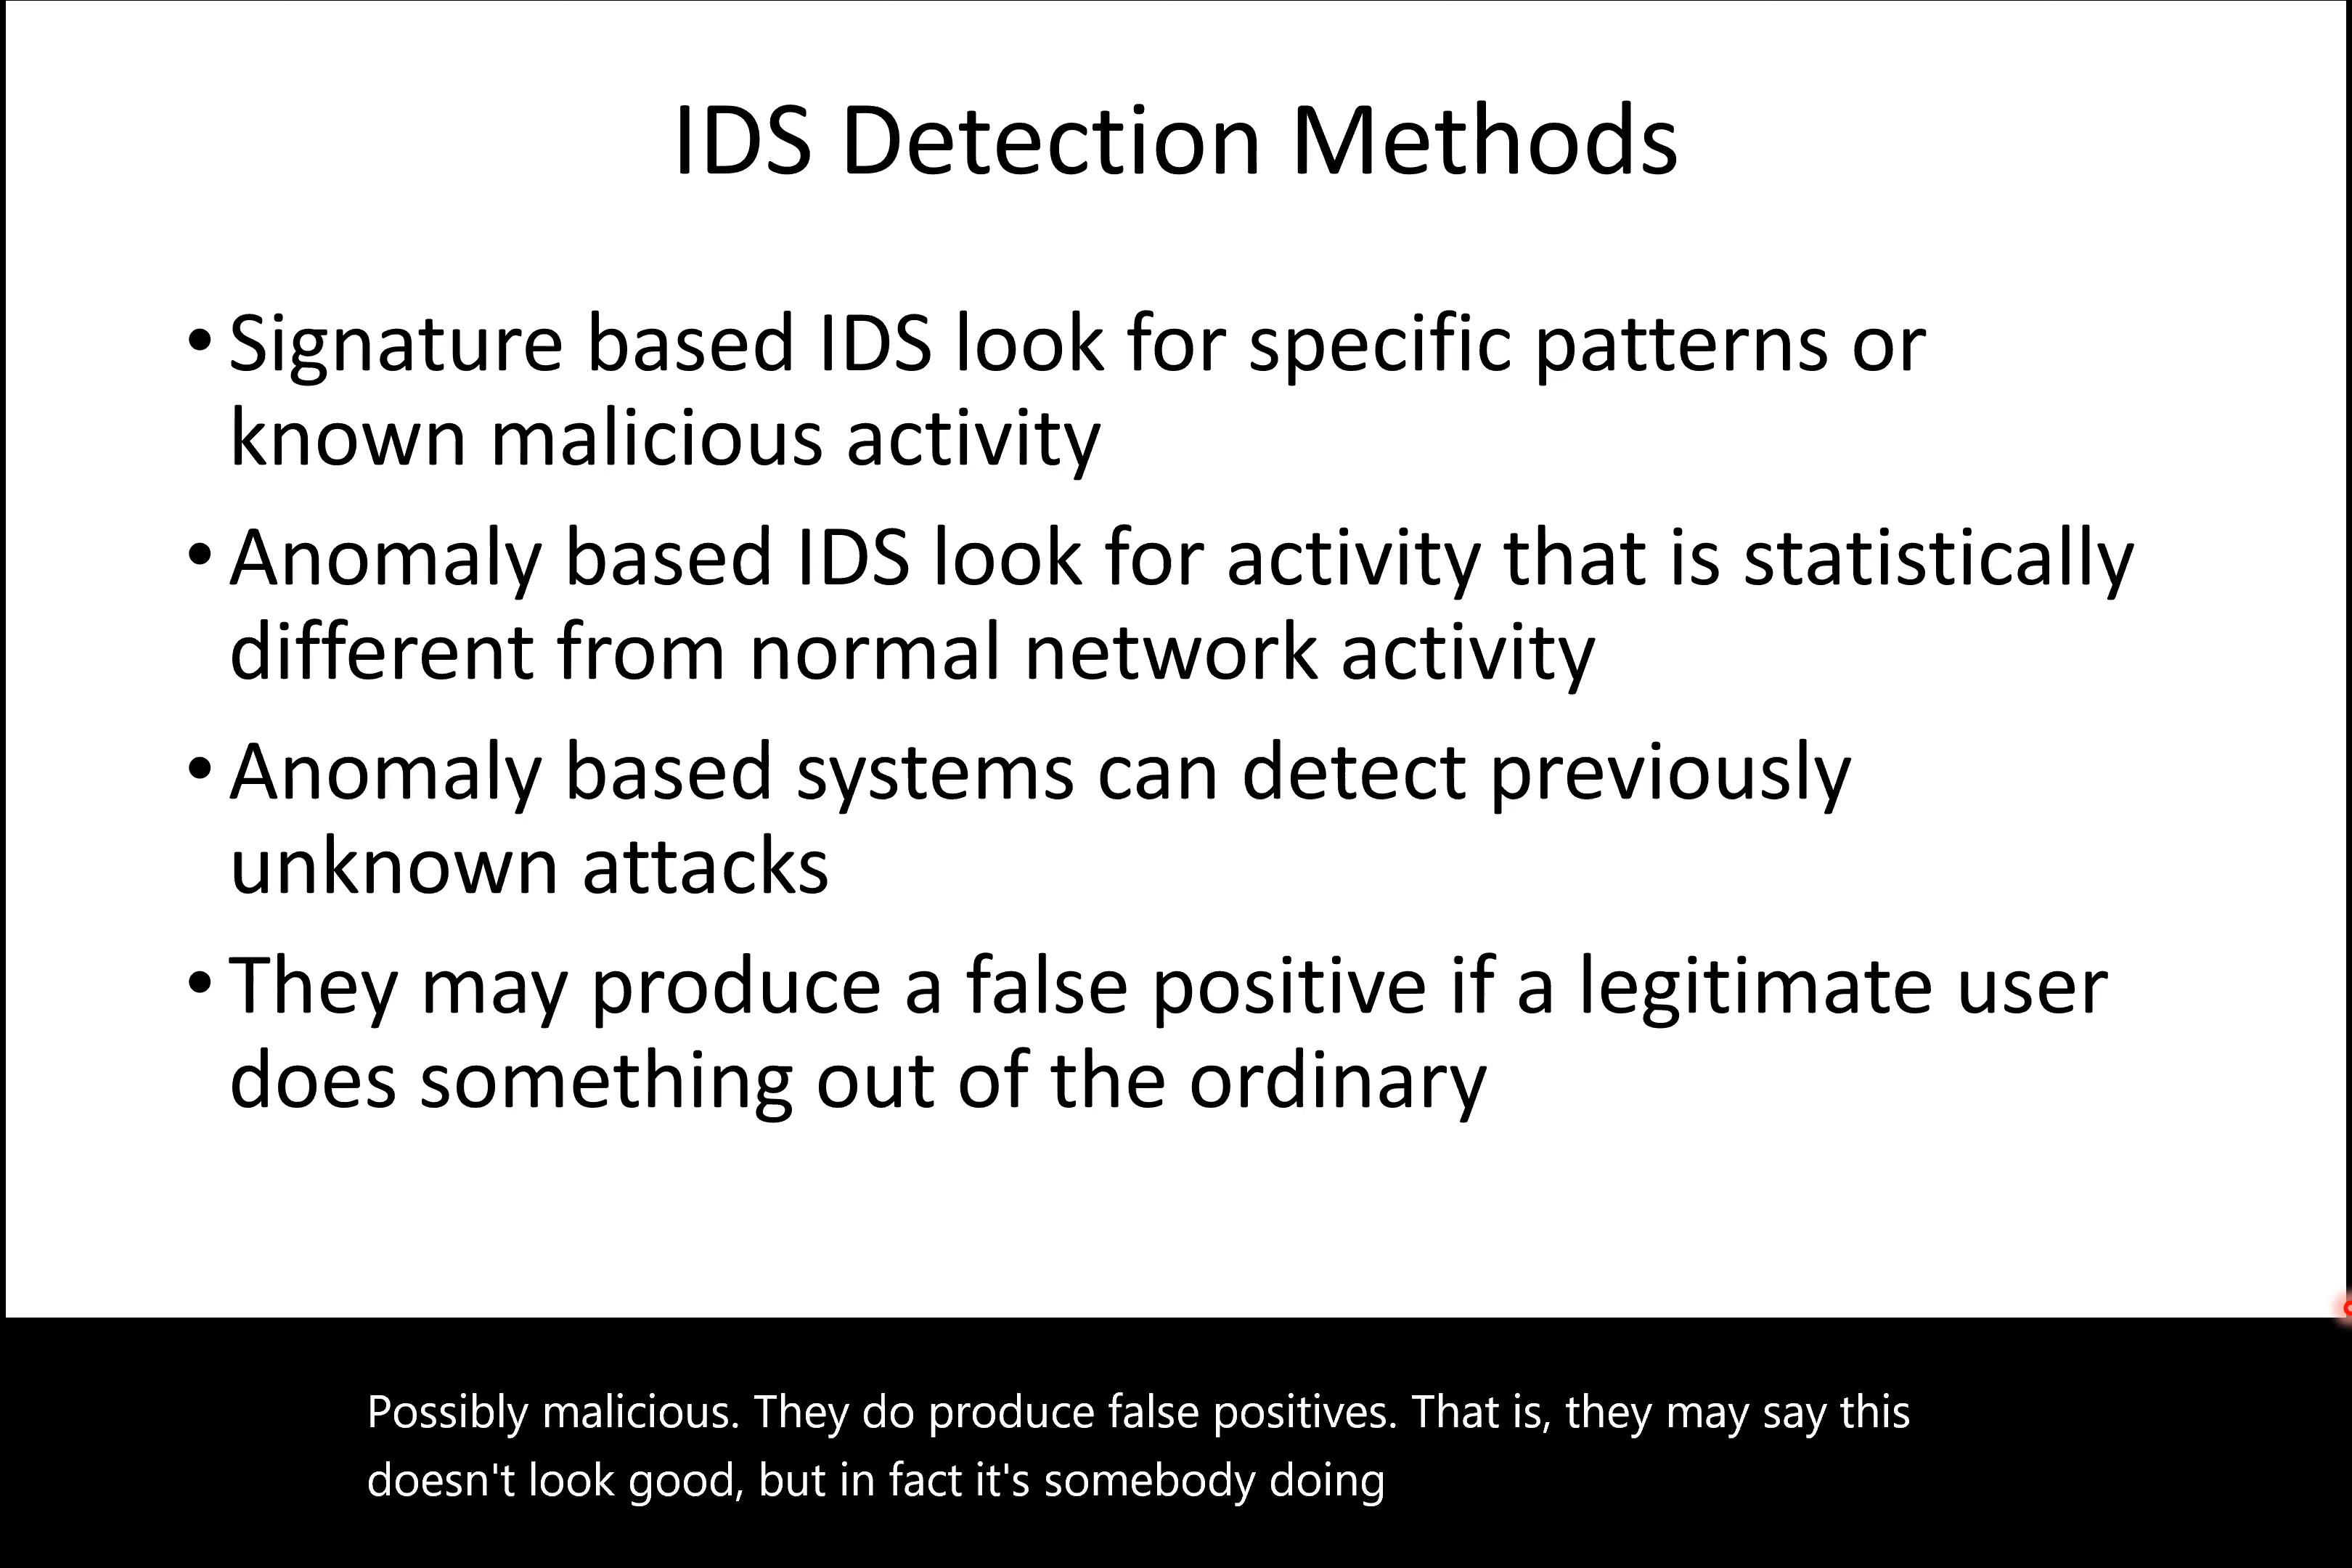 IDS Detection Methods
• Signature based IDS look for specific patterns or
known malicious activity
• Anomaly based IDS look for activity that is statistically
different from normal network activity
• Anomaly based systems can detect previously
unknown attacks
• They may produce a false positive if a legitimate user
does something out of the ordinary
Possibly malicious. They do produce false positives. That is, they may say this
doesn't look good, but in fact it's somebody doing